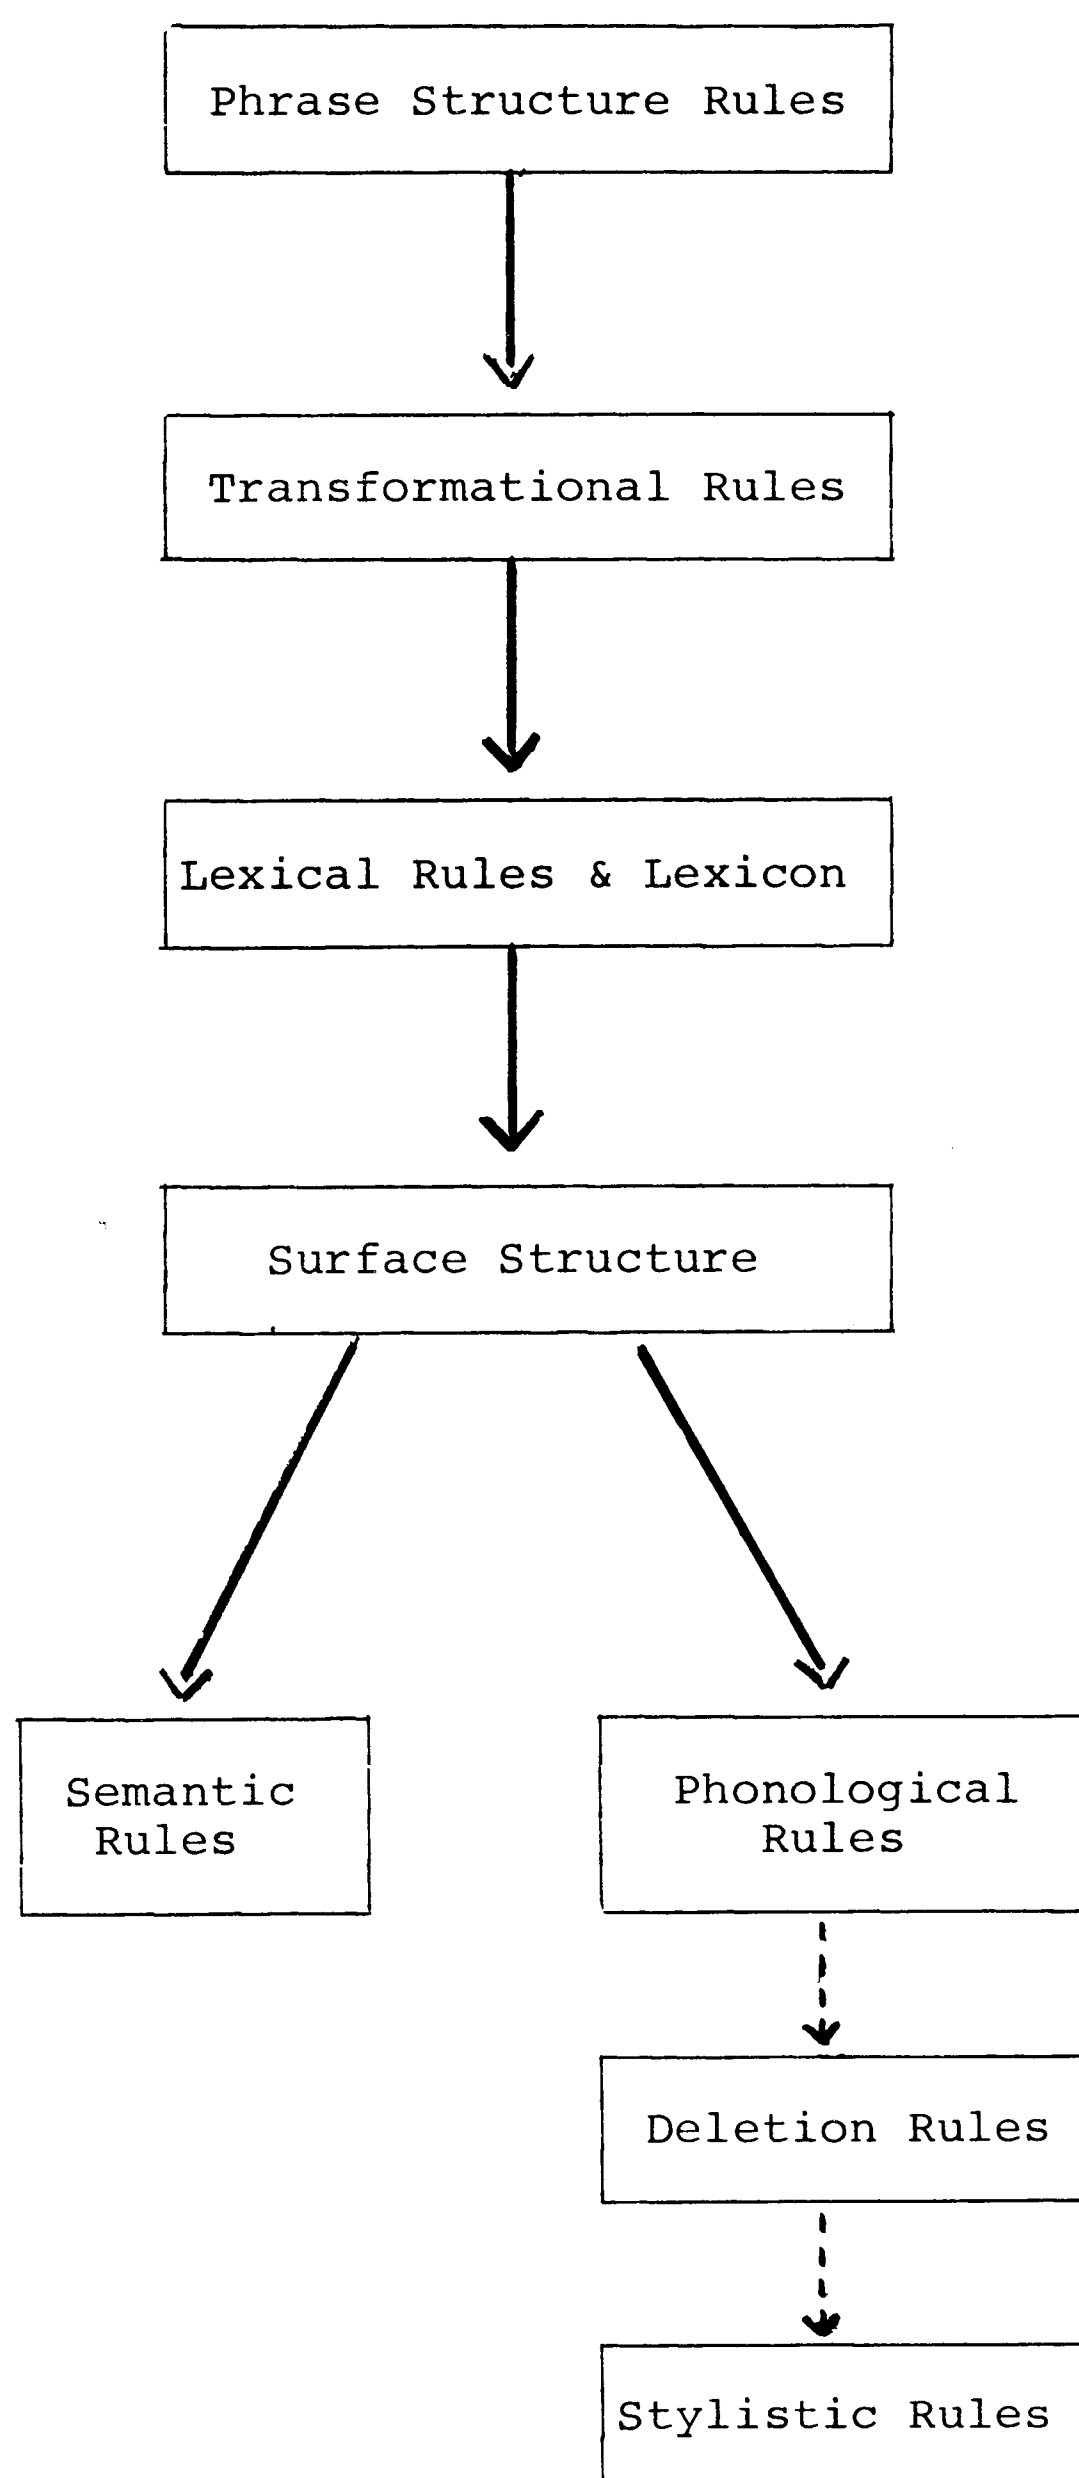 Phrase Structure Rules
Transformational Rules
Lexical Rules & Lexicon
Surface Structure
Semantic
Rules
Phonological
Rules
Deletion Rules
Stylistic Rules